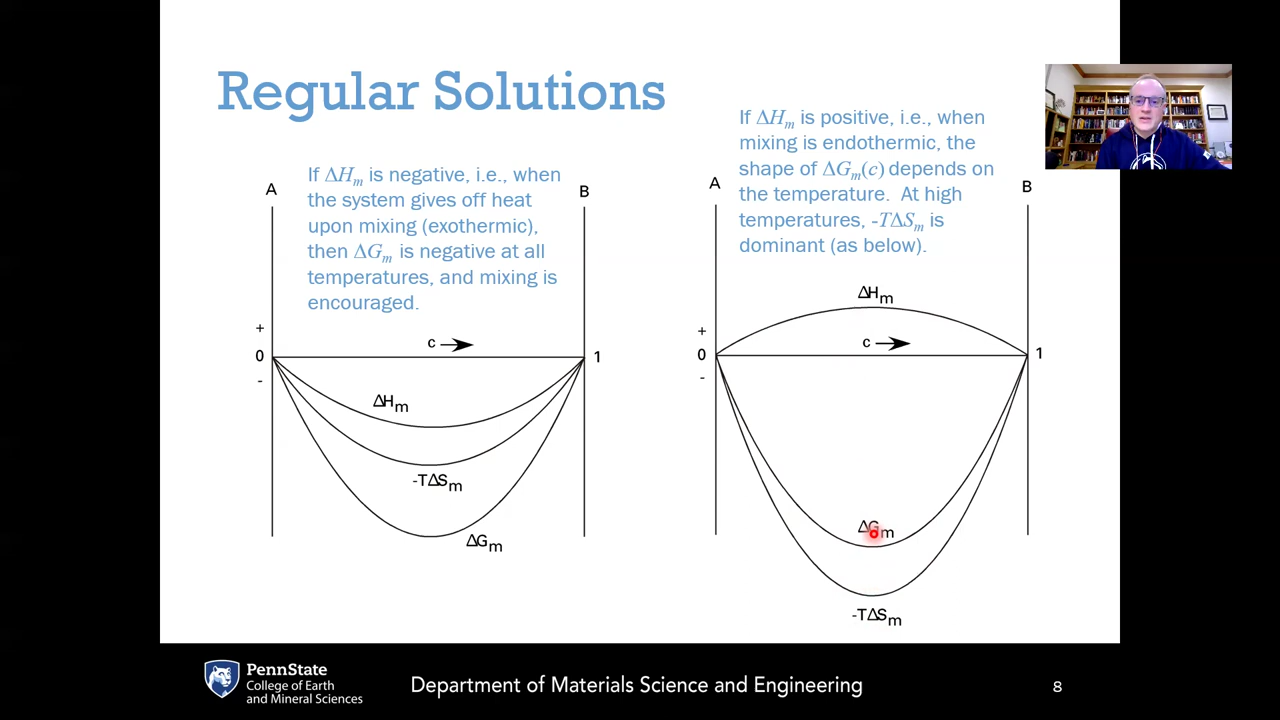 Regular Solutions
If ΔHm is negative, i.e., when
the system gives off heat
upon mixing (exothermic),
then ΔGm is negative at all
temperatures, and mixing is
encouraged.
A
B
+
0
-
c
1
ΔHm
-TΔSm
ΔGm
If ΔHm is positive, i.e., when
mixing is endothermic, the
shape of ΔGm(c) depends on
the temperature. At high
temperatures, -TΔSm is
dominant (as below).
A
B
ΔHm
+
0
-
c
1
ΔGm
-TΔSm
PennState
College of Earth
and Mineral Sciences
Department of Materials Science and Engineering
8